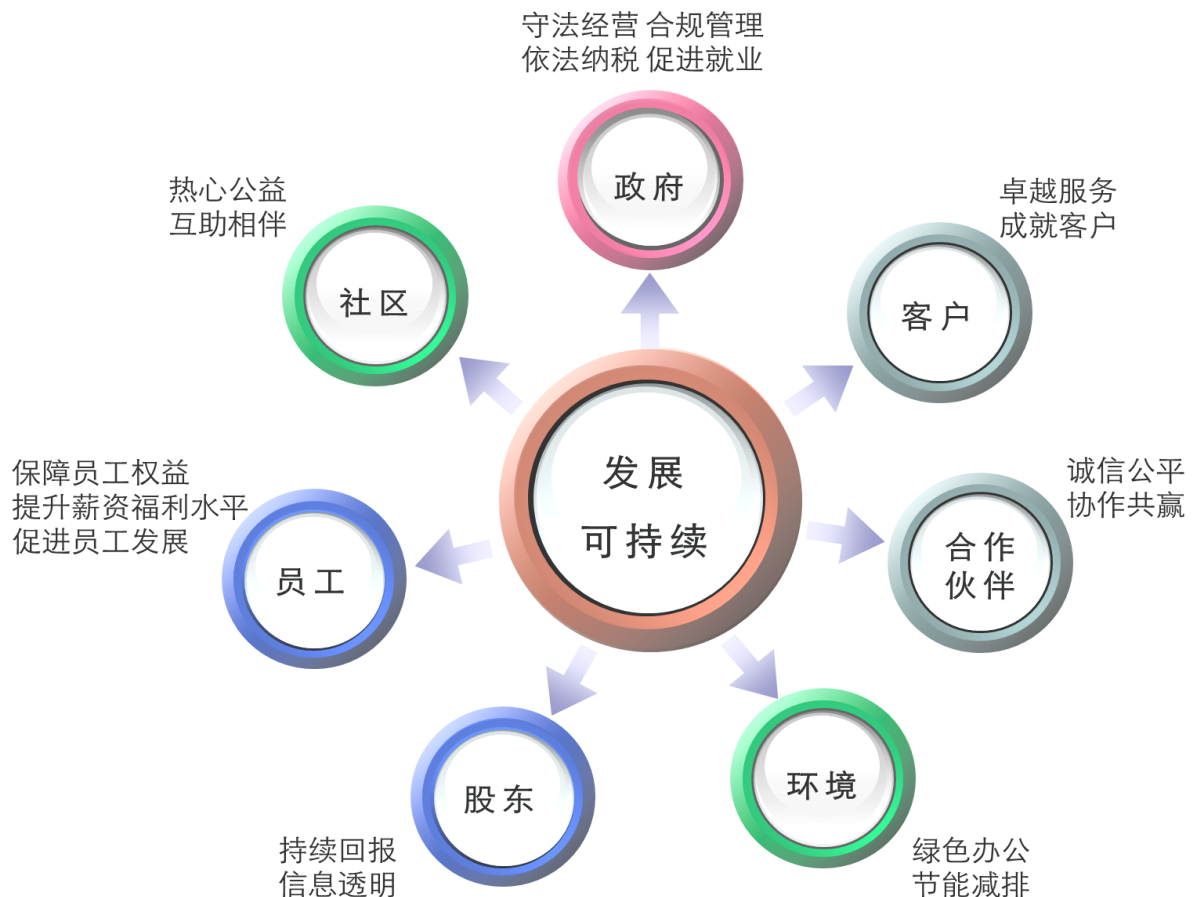 守法经营 合规管理
依法纳税 促进就业
政府
热心公益
互助相伴
社区
卓越服务
成就客户
客户
发展
可持续
保障员工权益
提升薪资福利水平
促进员工发展
员工
诚信公平
协作共赢
合作
伙伴
股东
持续回报
信息透明
环境
绿色办公
节能减排